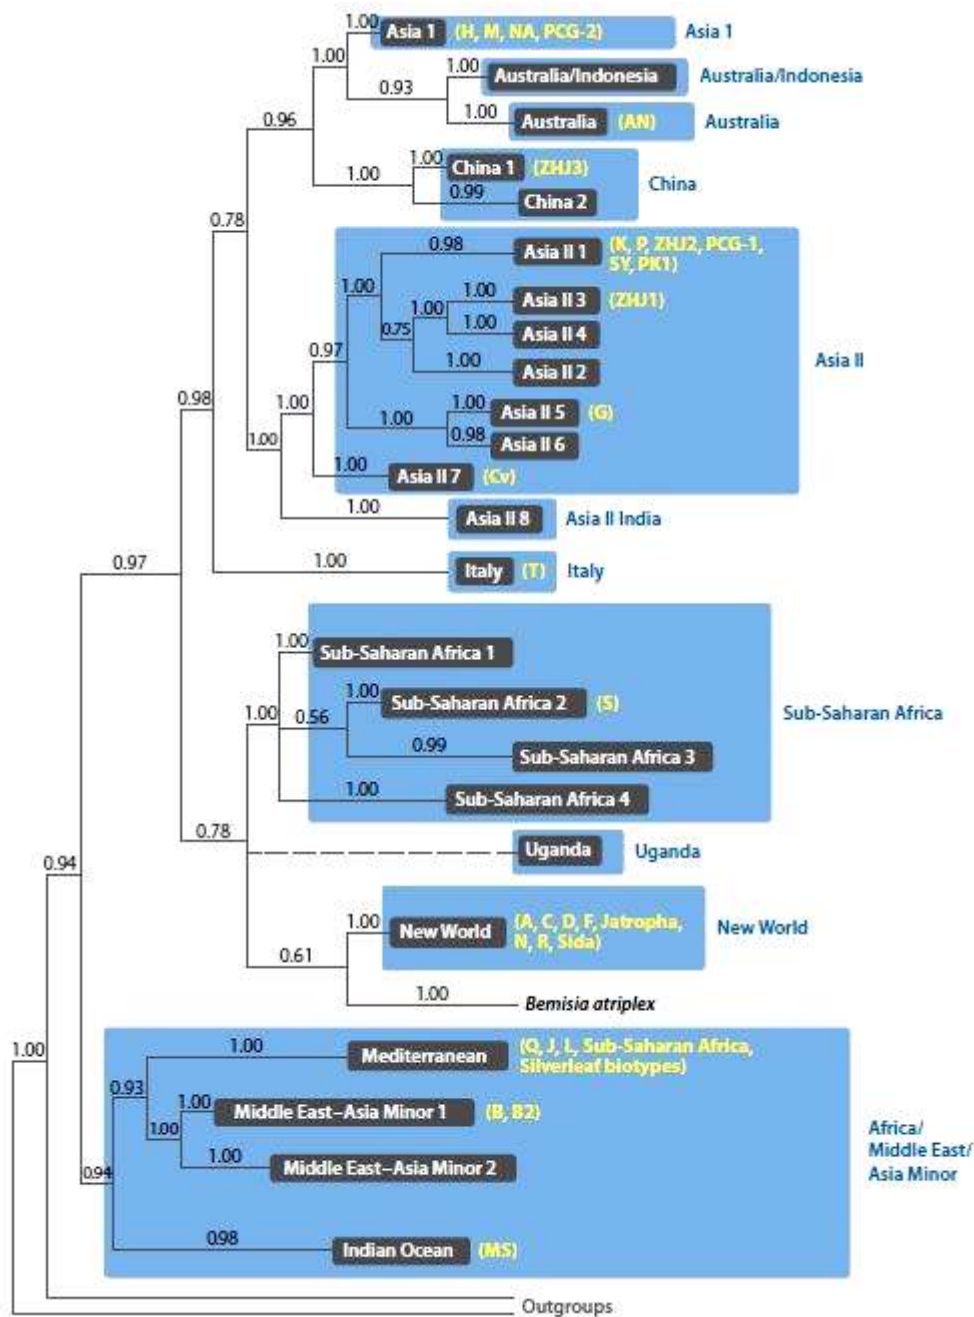 1.00
Asia 1 (H, M, NA, PCG-2) Asia 1
1.00
1.00
Australia/Indonesia Australia/Indonesia
0.93
1.00
Australia (AN) Australia
0.96
1.00
China 1 (ZHJ3)
China
1.00
0.99
China 2
0.78
0.98
Asia II 1 (K, P, ZHJ2, PCG-1,
SY, PK1)
1.00
1.00
Asia II 3 (ZHJ1)
1.00
0.75
1.00
Asia II 4
0.97
1.00
Asia II 2
Asia II
0.98
1.00
1.00
Asia II 5 (G)
1.00
0.98
Asia II 6
1.00
1.00
Asia II 7 (Cv)
1.00
Asia II 8 Asia II India
0.97
1.00
Italy (T) Italy
1.00
Sub-Saharan Africa 1
1.00
Sub-Saharan Africa 2 (S)
1.00
0.56
Sub-Saharan Africa
0.99
Sub-Saharan Africa 3
1.00
Sub-Saharan Africa 4
0.78
Uganda Uganda
0.94
1.00
New World (A, C, D, F, Jatropha,
N, R, Sida)
New World
0.61
1.00
Bemisia atriplex
1.00
1.00
Mediterranean (Q, J, L, Sub-Saharan Africa,
Silverleaf biotypes)
0.93
1.00
Middle East–Asia Minor 1 (B, B2)
1.00
Africa/
Middle East/
Asia Minor
1.00
Middle East–Asia Minor 2
0.94
0.98
Indian Ocean (MS)
Outgroups